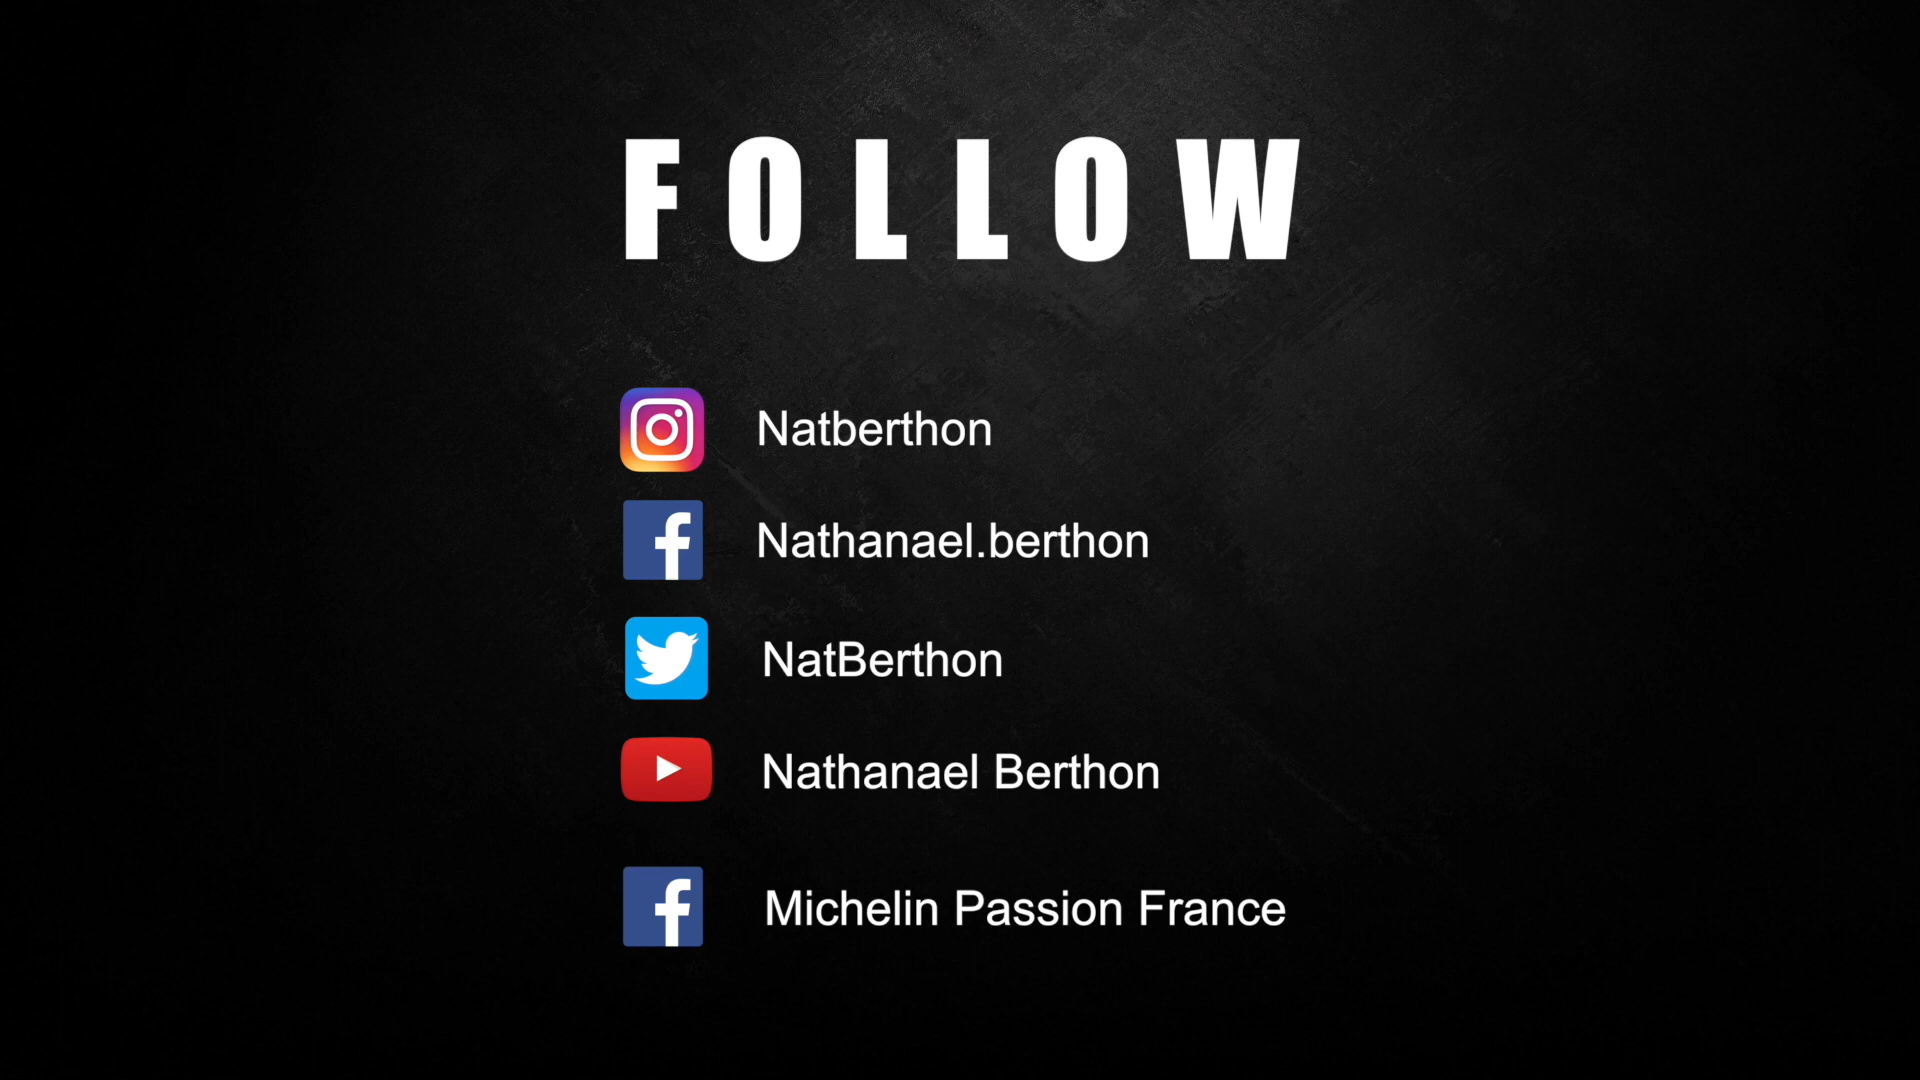 FOLLOW
Natberthon
Nathanael.berthon
NatBerthon
Nathanael Berthon
Michelin Passion France